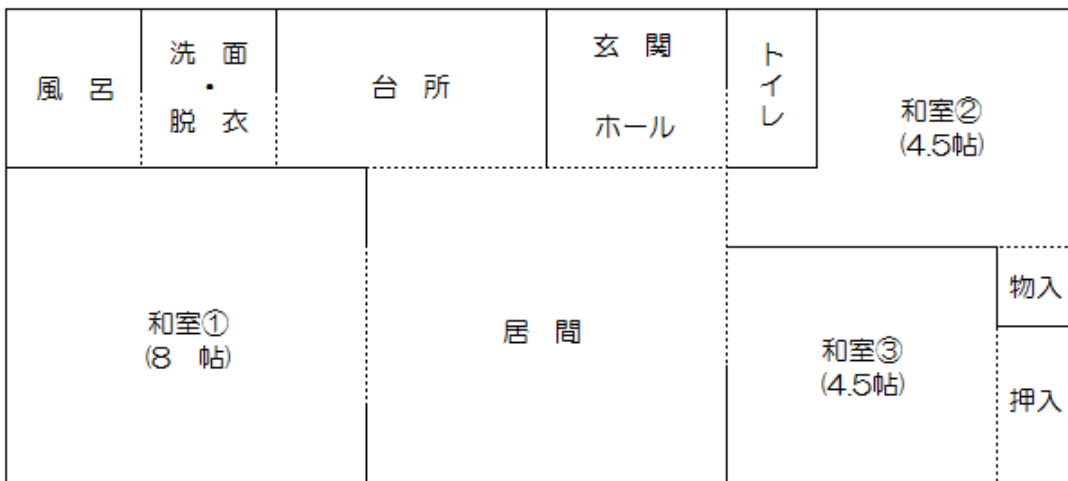 風 呂
洗 面
・
脱 衣
台 所
玄 関
ホール
トイレ
和室②
(4.5帖)
和室①
(8 帖)
居 間
物入
和室③
(4.5帖)
押入